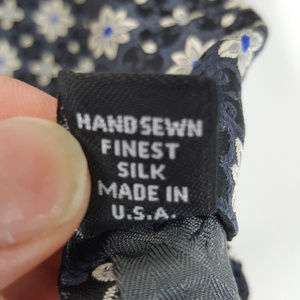 HAND SEWN
FINEST
SILK
MADE IN
U.S.A.